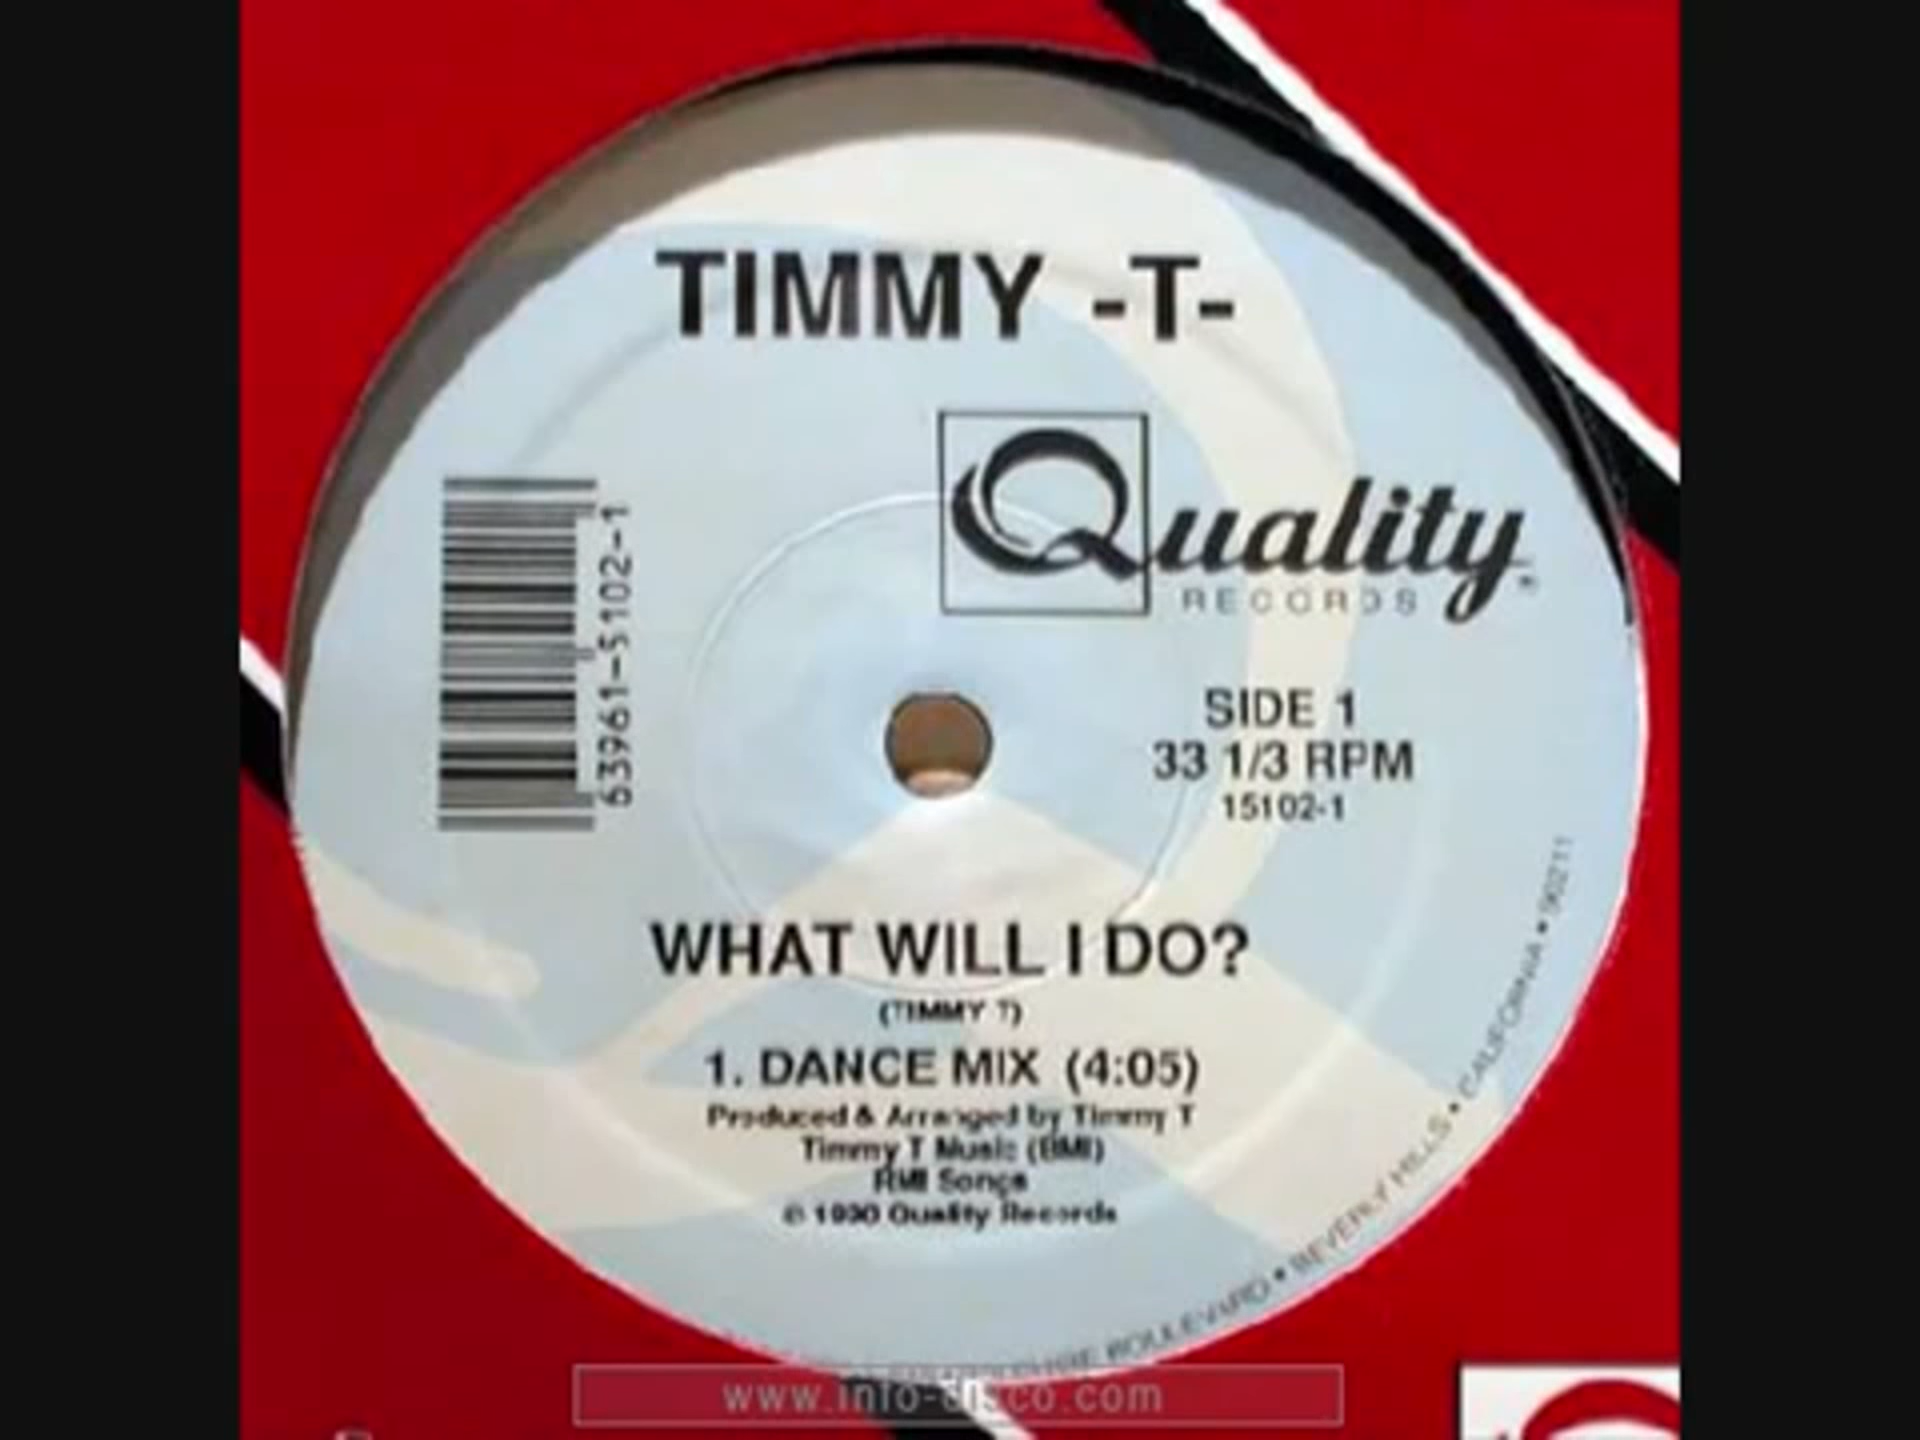 TIMMY -T-
Quality
RECORDS
63961-5102-1
SIDE 1
33 1/3 RPM
15102-1
WHAT WILL I DO?
(TIMMY T)
1. DANCE MIX (4:05)
Produced & Arranged by Timmy T
Timmy T Music (BMI)
RMI Songs
℗ 1990 Quality Records
BOULEVARD • BEVERLY HILLS • CALIFORNIA • 90211
www.info-disco.com